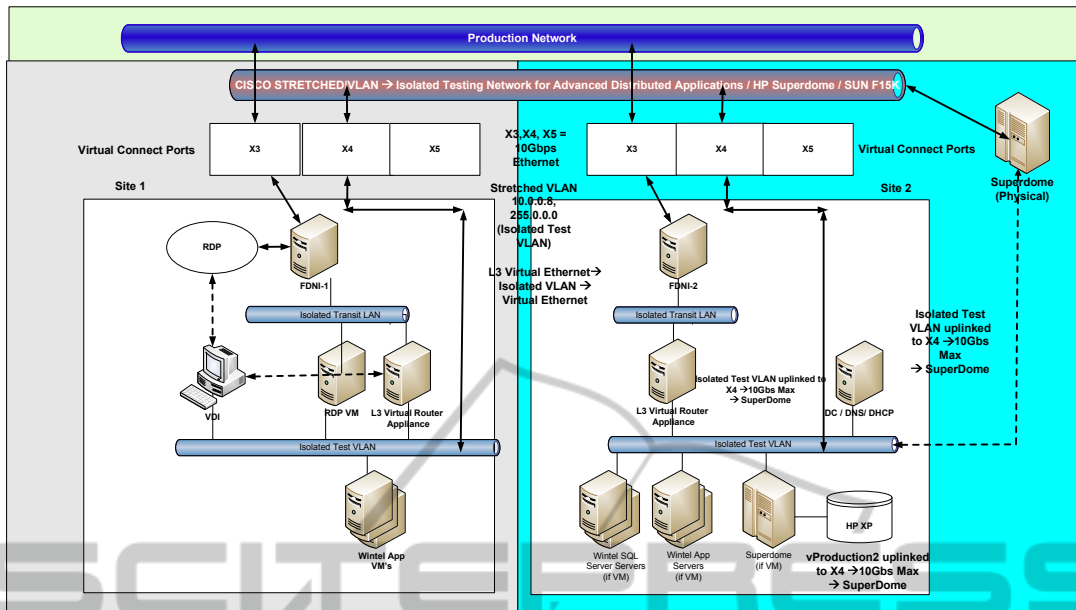 Production Network
CISCO STRETCHED VLAN → Isolated Testing Network for Advanced Distributed Applications / HP Superdome / SUN F15K
Virtual Connect Ports
X3
X4
X5
X3,X4, X5 =
10Gbps
Ethernet
X3
X4
X5
Virtual Connect Ports
Superdome
(Physical)
Site 1
Stretched VLAN
10.0.0.8,
255.0.0.0
(Isolated Test
VLAN)
Site 2
RDP
FDNI-1
L3 Virtual Ethernet→
Isolated VLAN →
Virtual Ethernet
FDNI-2
Isolated Transit LAN
Isolated Transit LAN
Isolated Test
VLAN uplinked
to X4 →10Gbs
Max
→ SuperDome
VDI
RDP VM
L3 Virtual Router
Appliance
L3 Virtual Router
Appliance
Isolated Test VLAN uplinked to
X4 →10Gbs Max
→ SuperDome
DC / DNS/ DHCP
Isolated Test VLAN
Isolated Test VLAN
Wintel App
VM's
Wintel SQL
Server Servers
(if VM)
Wintel App
Servers
(if VM)
Superdome
(if VM)
HP XP
vProduction2 uplinked
to X4 →10Gbs Max
→ SuperDome
SCITEPRESS